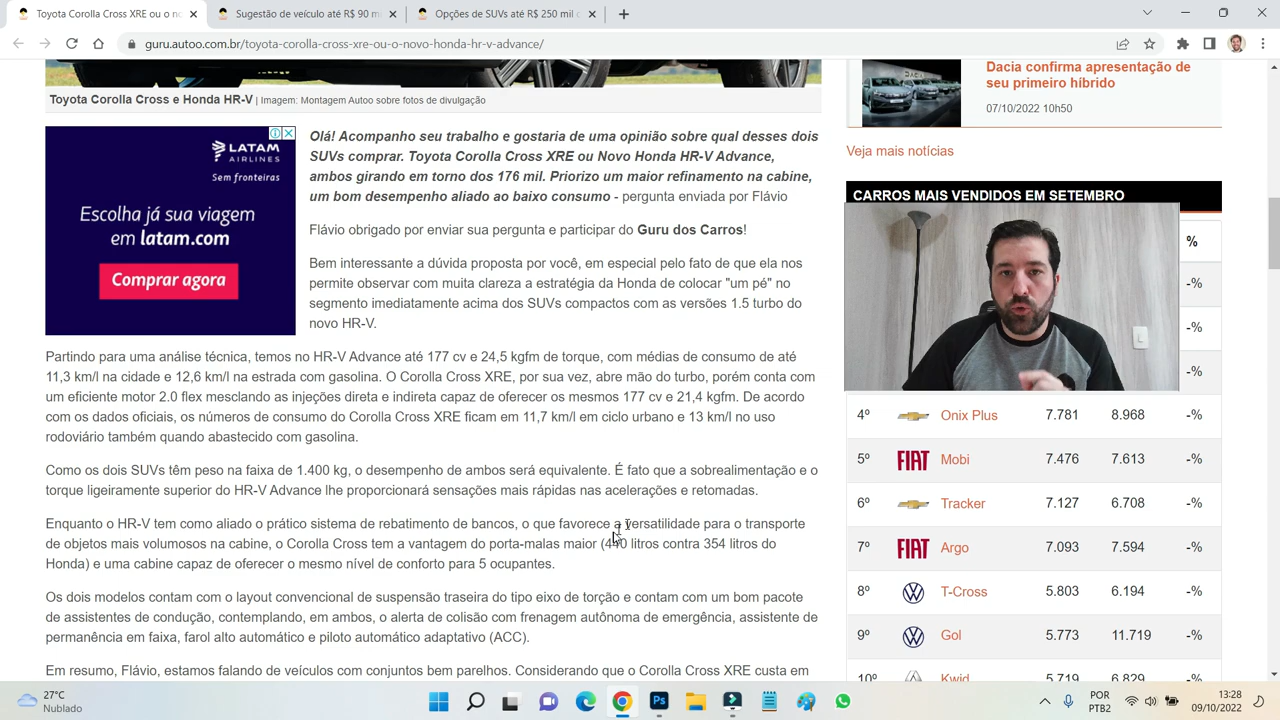 Toyota Corolla Cross XRE ou o no
Sugestão de veículo até R$ 90 mi
Opções de SUVs até R$ 250 mil c
guru.autoo.com.br/toyota-corolla-cross-xre-ou-o-novo-honda-hr-v-advance/
Toyota Corolla Cross e Honda HR-V | Imagem: Montagem Autoo sobre fotos de divulgação
LATAM
AIRLINES
Sem fronteiras
Escolha já sua viagem
em latam.com
Comprar agora
Olá! Acompanho seu trabalho e gostaria de uma opinião sobre qual desses dois
SUVs comprar. Toyota Corolla Cross XRE ou Novo Honda HR-V Advance,
ambos girando em torno dos 176 mil. Priorizo um maior refinamento na cabine,
um bom desempenho aliado ao baixo consumo - pergunta enviada por Flávio
Flávio obrigado por enviar sua pergunta e participar do Guru dos Carros!
Bem interessante a dúvida proposta por você, em especial pelo fato de que ela nos
permite observar com muita clareza a estratégia da Honda de colocar "um pé" no
segmento imediatamente acima dos SUVs compactos com as versões 1.5 turbo do
novo HR-V.
Partindo para uma análise técnica, temos no HR-V Advance até 177 cv e 24,5 kgfm de torque, com médias de consumo de até
11,3 km/l na cidade e 12,6 km/l na estrada com gasolina. O Corolla Cross XRE, por sua vez, abre mão do turbo, porém conta com
um eficiente motor 2.0 flex mesclando as injeções direta e indireta capaz de oferecer os mesmos 177 cv e 21,4 kgfm. De acordo
com os dados oficiais, os números de consumo do Corolla Cross XRE ficam em 11,7 km/l em ciclo urbano e 13 km/l no uso
rodoviário também quando abastecido com gasolina.
Como os dois SUVs têm peso na faixa de 1.400 kg, o desempenho de ambos será equivalente. É fato que a sobrealimentação e o
torque ligeiramente superior do HR-V Advance lhe proporcionará sensações mais rápidas nas acelerações e retomadas.
Enquanto o HR-V tem como aliado o prático sistema de rebatimento de bancos, o que favorece a versatilidade para o transporte
de objetos mais volumosos na cabine, o Corolla Cross tem a vantagem do porta-malas maior (440 litros contra 354 litros do
Honda) e uma cabine capaz de oferecer o mesmo nível de conforto para 5 ocupantes.
Os dois modelos contam com o layout convencional de suspensão traseira do tipo eixo de torção e contam com um bom pacote
de assistentes de condução, contemplando, em ambos, o alerta de colisão com frenagem autônoma de emergência, assistente de
permanência em faixa, farol alto automático e piloto automático adaptativo (ACC).
Em resumo, Flávio, estamos falando de veículos com conjuntos bem parelhos. Considerando que o Corolla Cross XRE custa em
Dacia confirma apresentação de
seu primeiro híbrido
07/10/2022 10h50
Veja mais notícias
CARROS MAIS VENDIDOS EM SETEMBRO
%
-%
-%
-%
4º Onix Plus 7.781 8.968 -%
5º FIAT Mobi 7.476 7.613 -%
6º Tracker 7.127 6.708 -%
7º FIAT Argo 7.093 7.594 -%
8º T-Cross 5.803 6.194 -%
9º Gol 5.773 11.719 -%
10º Kwid 5.719 6.829 -%
27°C
Nublado
POR
PTB2
13:28
09/10/2022